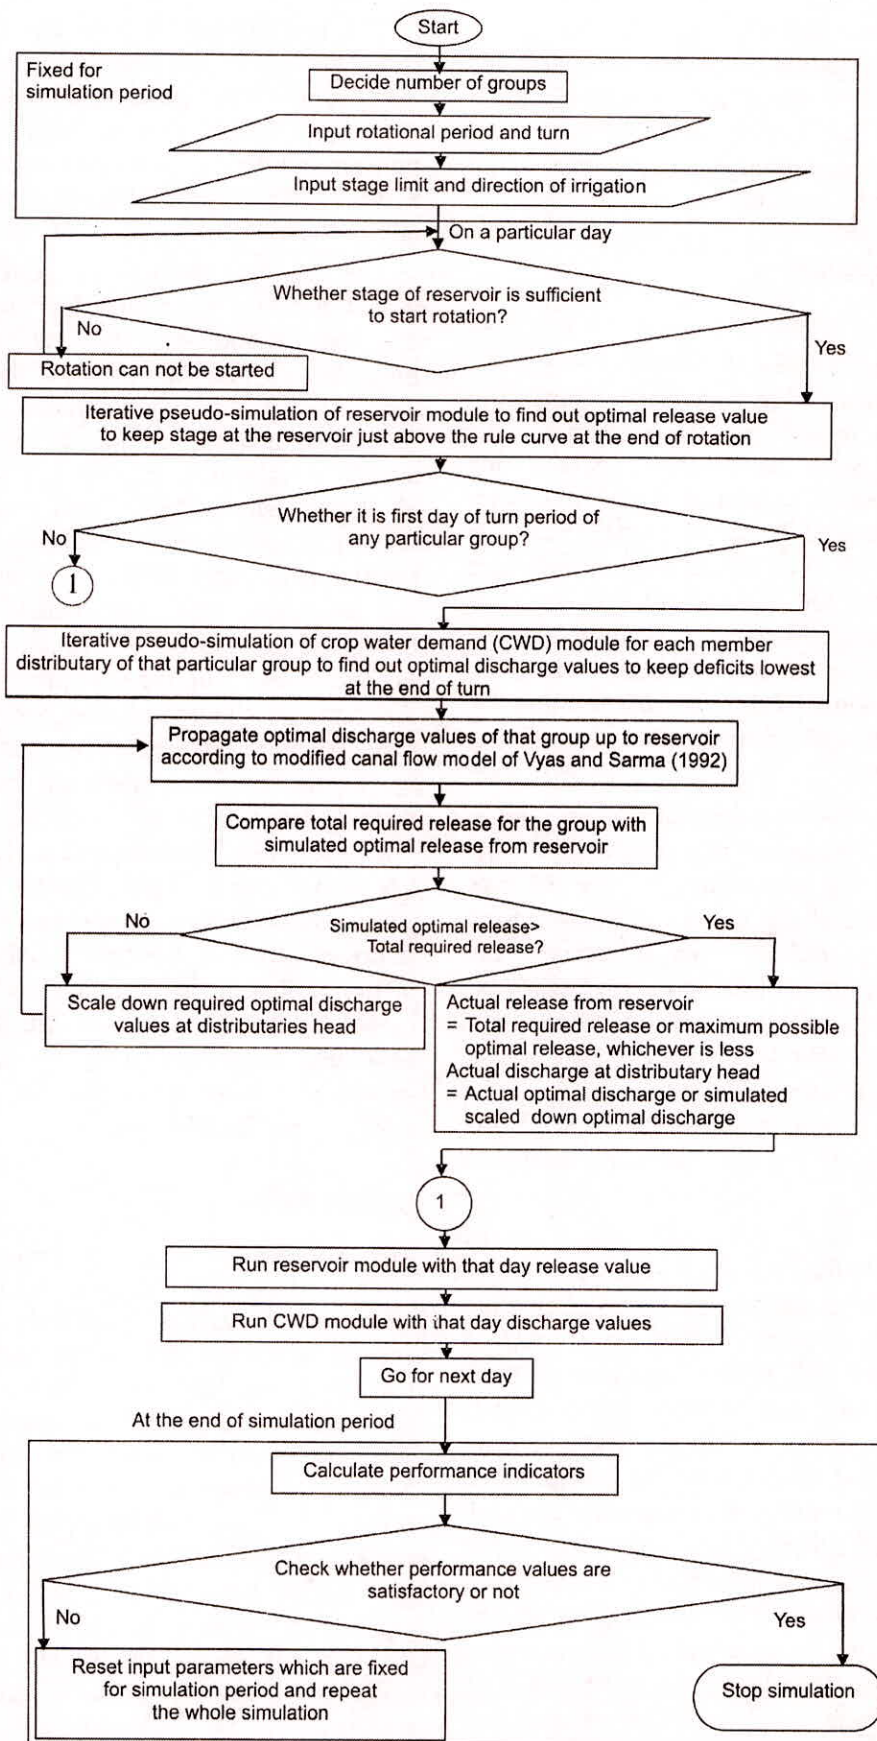 Start
Fixed for
simulation period
Decide number of groups
Input rotational period and turn
Input stage limit and direction of irrigation
On a particular day
Whether stage of reservoir is sufficient
to start rotation?
No
Yes
Rotation can not be started
Iterative pseudo-simulation of reservoir module to find out optimal release value
to keep stage at the reservoir just above the rule curve at the end of rotation
Whether it is first day of turn period of
any particular group?
No
Yes
1
Iterative pseudo-simulation of crop water demand (CWD) module for each member
distributary of that particular group to find out optimal discharge values to keep deficits lowest
at the end of turn
Propagate optimal discharge values of that group up to reservoir
according to modified canal flow model of Vyas and Sarma (1992)
Compare total required release for the group with
simulated optimal release from reservoir
No
Simulated optimal release>
Total required release?
Yes
Scale down required optimal discharge
values at distributaries head
Actual release from reservoir
= Total required release or maximum possible
optimal release, whichever is less
Actual discharge at distributary head
= Actual optimal discharge or simulated
scaled down optimal discharge
1
Run reservoir module with that day release value
Run CWD module with that day discharge values
Go for next day
At the end of simulation period
Calculate performance indicators
Check whether performance values are
satisfactory or not
No
Yes
Reset input parameters which are fixed
for simulation period and repeat
the whole simulation
Stop simulation